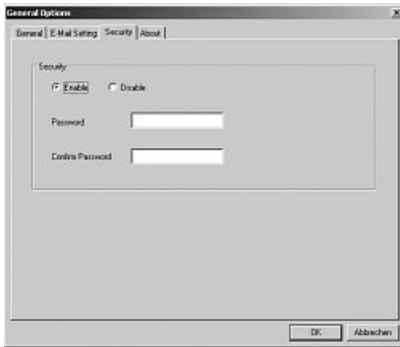 General Options
General E-Mail Setting Security About
Security
Enable Disable
Password
Confirm Password
OK Abbrechen